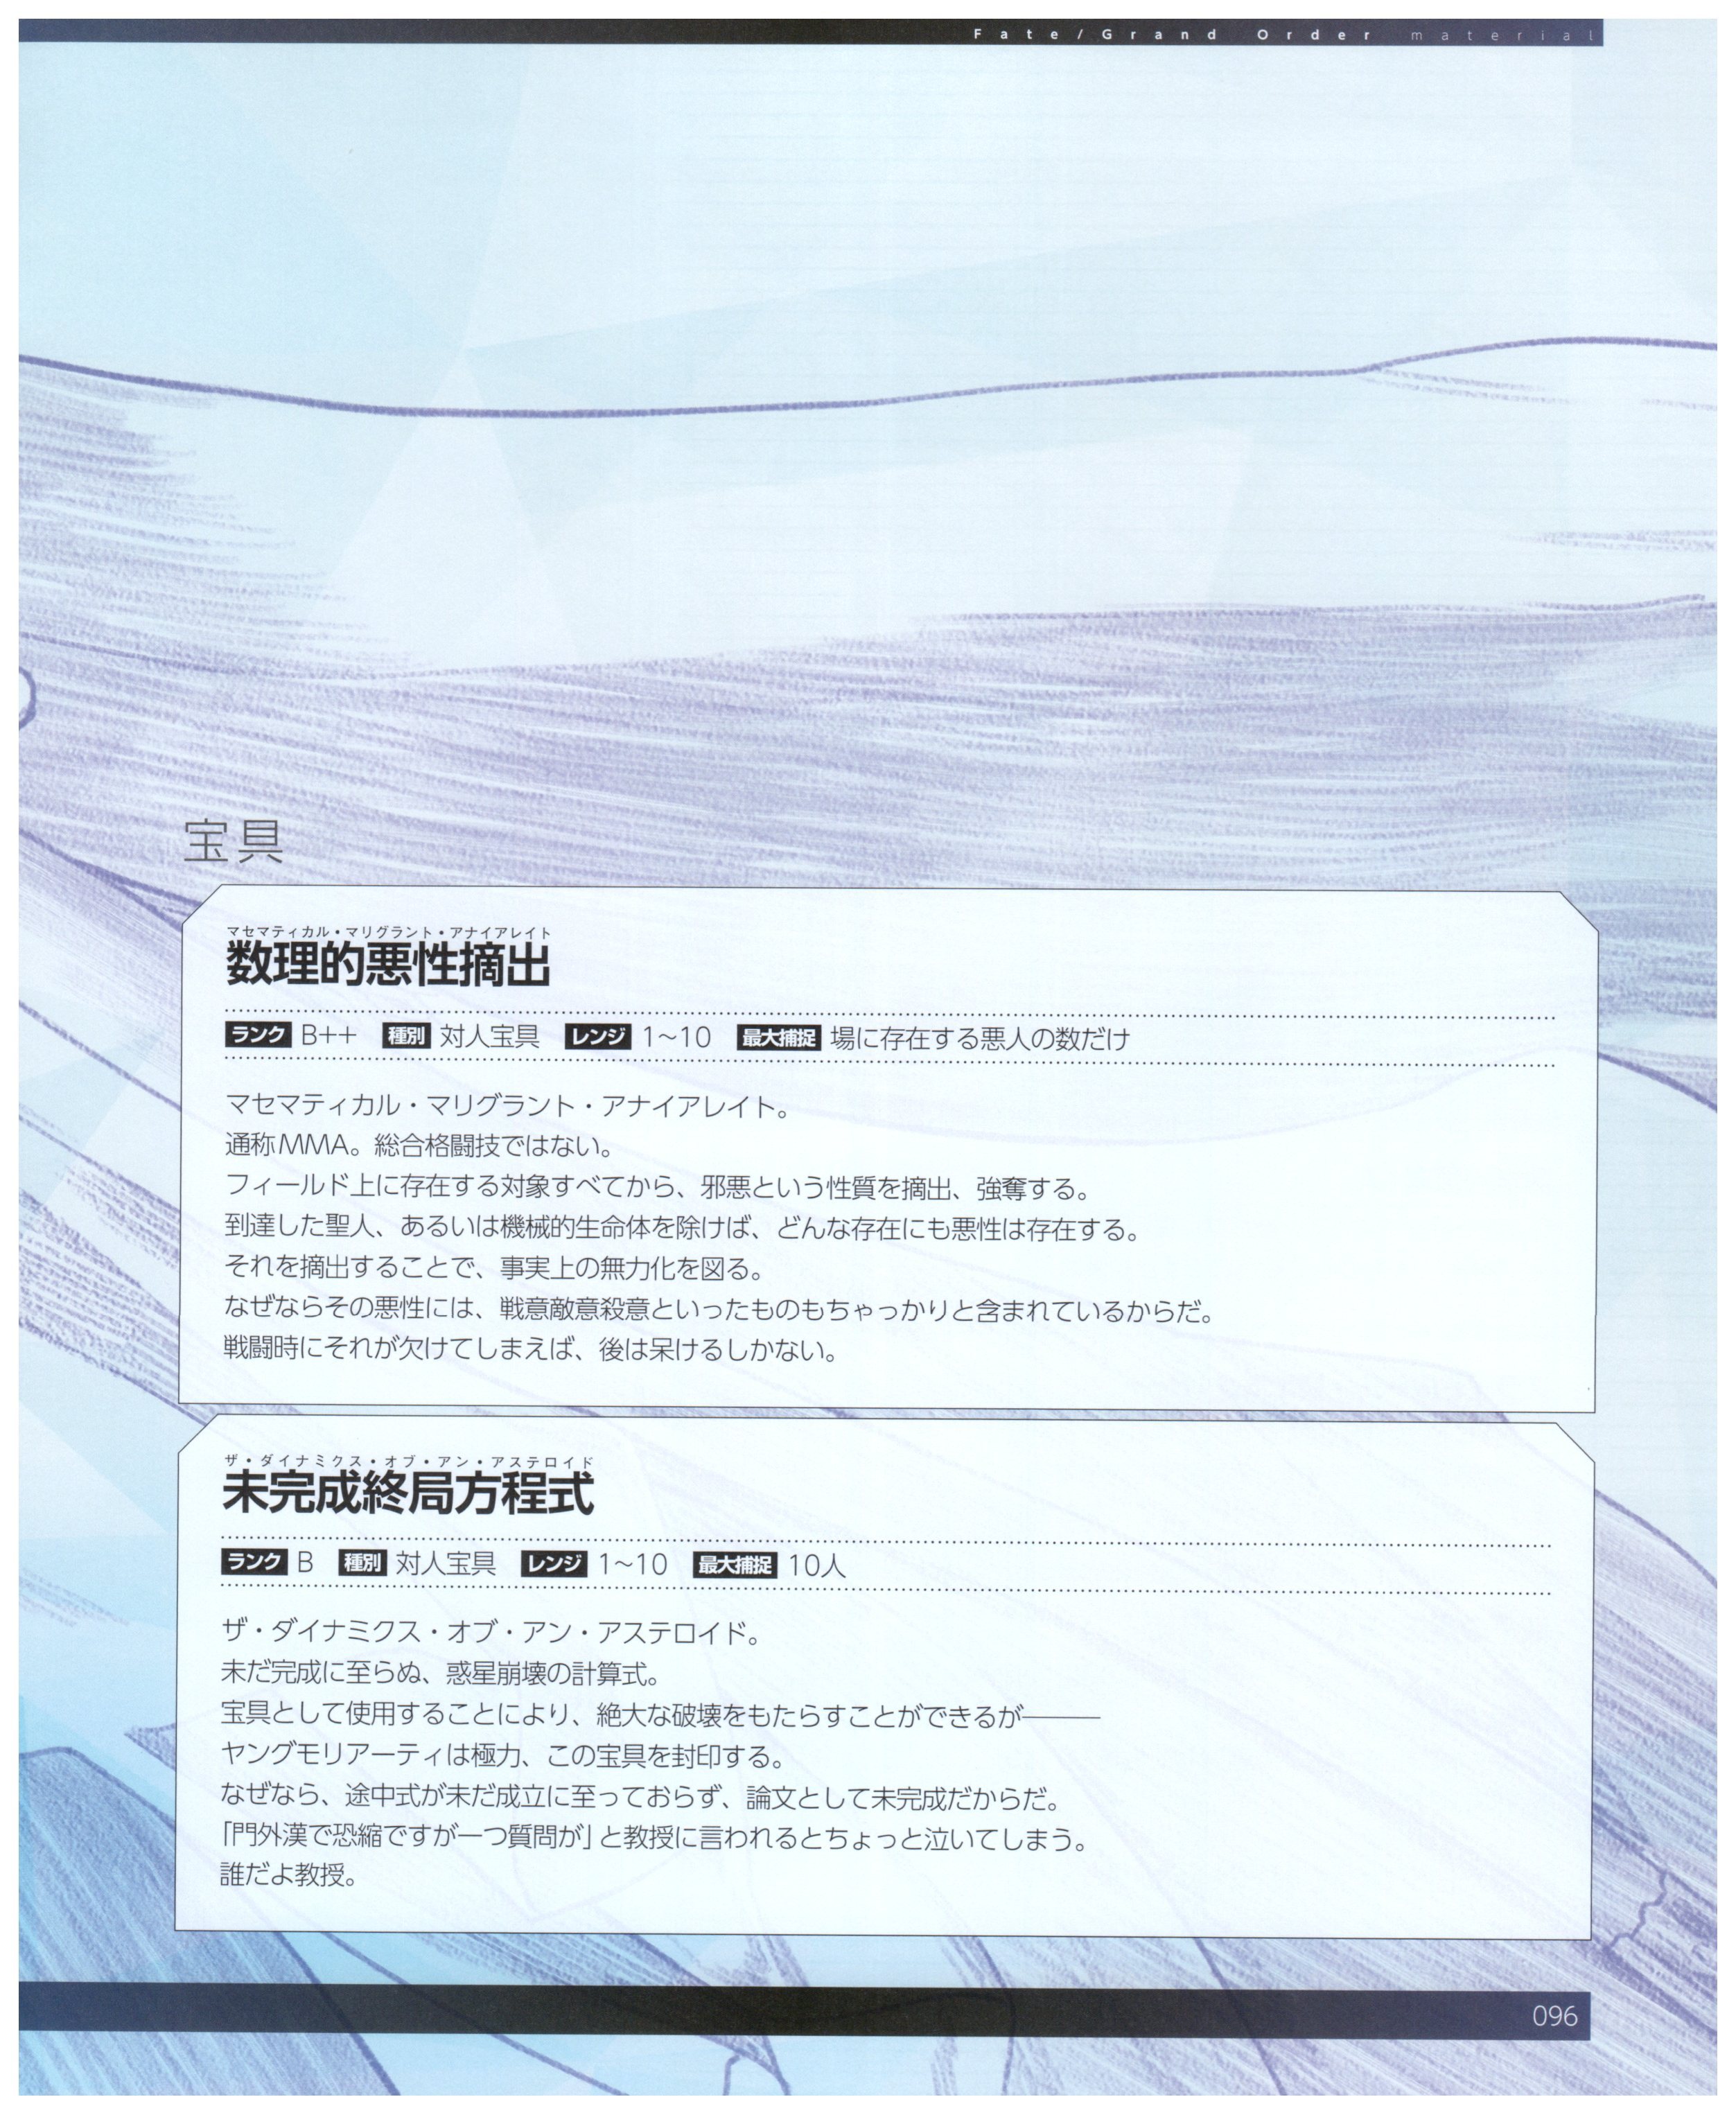 Fate/Grand Order material
宝具
マセマティカル・マリグラント・アナイアレイト
数理的悪性摘出
ランク B++ 種別 対人宝具 レンジ 1~10 最大捕捉 場に存在する悪人の数だけ
マセマティカル・マリグラント・アナイアレイト。
通称MMA。総合格闘技ではない。
フィールド上に存在する対象すべてから、邪悪という性質を摘出、強奪する。
到達した聖人、あるいは機械的生命体を除けば、どんな存在にも悪性は存在する。
それを摘出することで、事実上の無力化を図る。
なぜならその悪性には、戦意敵意殺意といったものもちゃっかりと含まれているからだ。
戦闘時にそれが欠けてしまえば、後は呆けるしかない。
ザ・ダイナミクス・オブ・アン・アステロイド
未完成終局方程式
ランク B 種別 対人宝具 レンジ 1~10 最大捕捉 10人
ザ・ダイナミクス・オブ・アン・アステロイド。
未だ完成に至らぬ、惑星崩壊の計算式。
宝具として使用することにより、絶大な破壊をもたらすことができるが———
ヤングモリアーティは極力、この宝具を封印する。
なぜなら、途中式が未だ成立に至っておらず、論文として未完成だからだ。
「門外漢で恐縮ですが一つ質問が」と教授に言われるとちょっと泣いてしまう。
誰だよ教授。
096